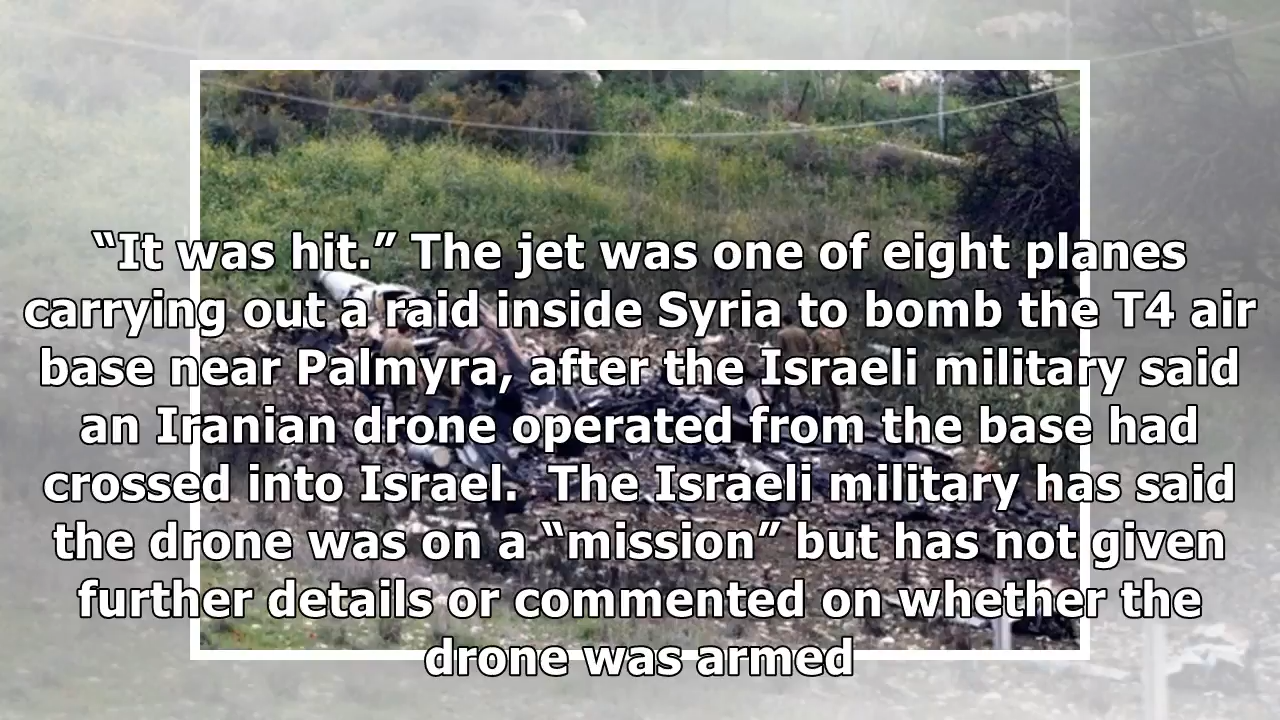 “It was hit.” The jet was one of eight planes
carrying out a raid inside Syria to bomb the T4 air
base near Palmyra, after the Israeli military said
an Iranian drone operated from the base had
crossed into Israel.  The Israeli military has said
the drone was on a “mission” but has not given
further details or commented on whether the
drone was armed